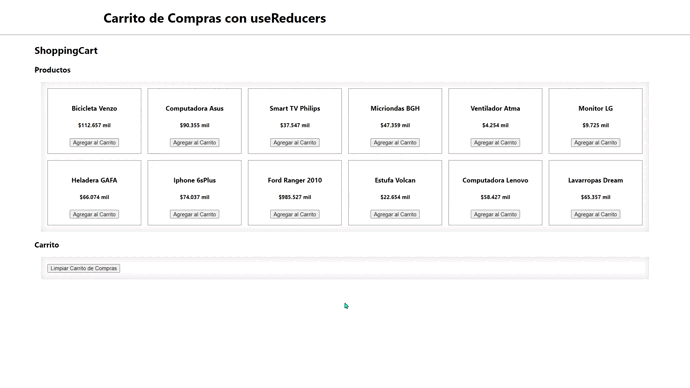 Carrito de Compras con useReducers
ShoppingCart
Productos
Bicicleta Venzo
$112.657 mil
Agregar al Carrito
Computadora Asus
$90.355 mil
Agregar al Carrito
Smart TV Philips
$37.547 mil
Agregar al Carrito
Micriondas BGH
$47.359 mil
Agregar al Carrito
Ventilador Atma
$4.254 mil
Agregar al Carrito
Monitor LG
$9.725 mil
Agregar al Carrito
Heladera GAFA
$66.074 mil
Agregar al Carrito
Iphone 6sPlus
$74.037 mil
Agregar al Carrito
Ford Ranger 2010
$985.527 mil
Agregar al Carrito
Estufa Volcan
$22.654 mil
Agregar al Carrito
Computadora Lenovo
$58.427 mil
Agregar al Carrito
Lavarropas Dream
$65.357 mil
Agregar al Carrito
Carrito
Limpiar Carrito de Compras